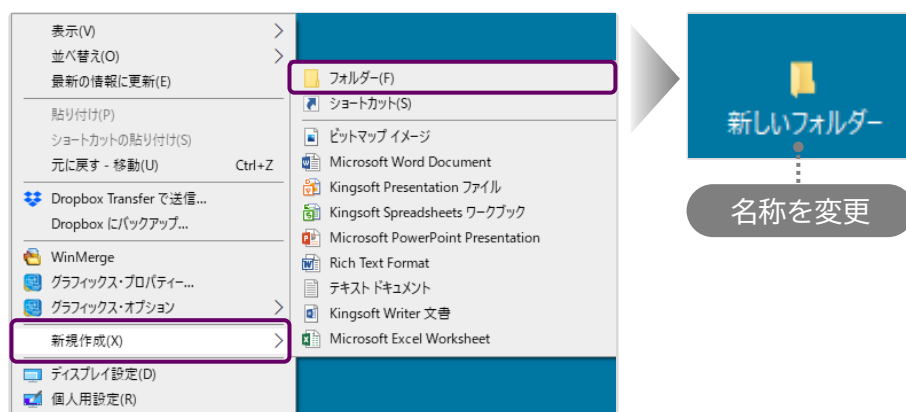 表示(V)
並べ替え(O)
最新の情報に更新(E)
貼り付け(P)
ショートカットの貼り付け(S)
元に戻す - 移動(U) Ctrl+Z
Dropbox Transfer で送信...
Dropbox にバックアップ...
WinMerge
グラフィックス・プロパティー...
グラフィックス・オプション
新規作成(X)
ディスプレイ設定(D)
個人用設定(R)
フォルダー(F)
ショートカット(S)
ビットマップ イメージ
Microsoft Word Document
Kingsoft Presentation ファイル
Kingsoft Spreadsheets ワークブック
Microsoft PowerPoint Presentation
Rich Text Format
テキスト ドキュメント
Kingsoft Writer 文書
Microsoft Excel Worksheet
新しいフォルダー
名称を変更